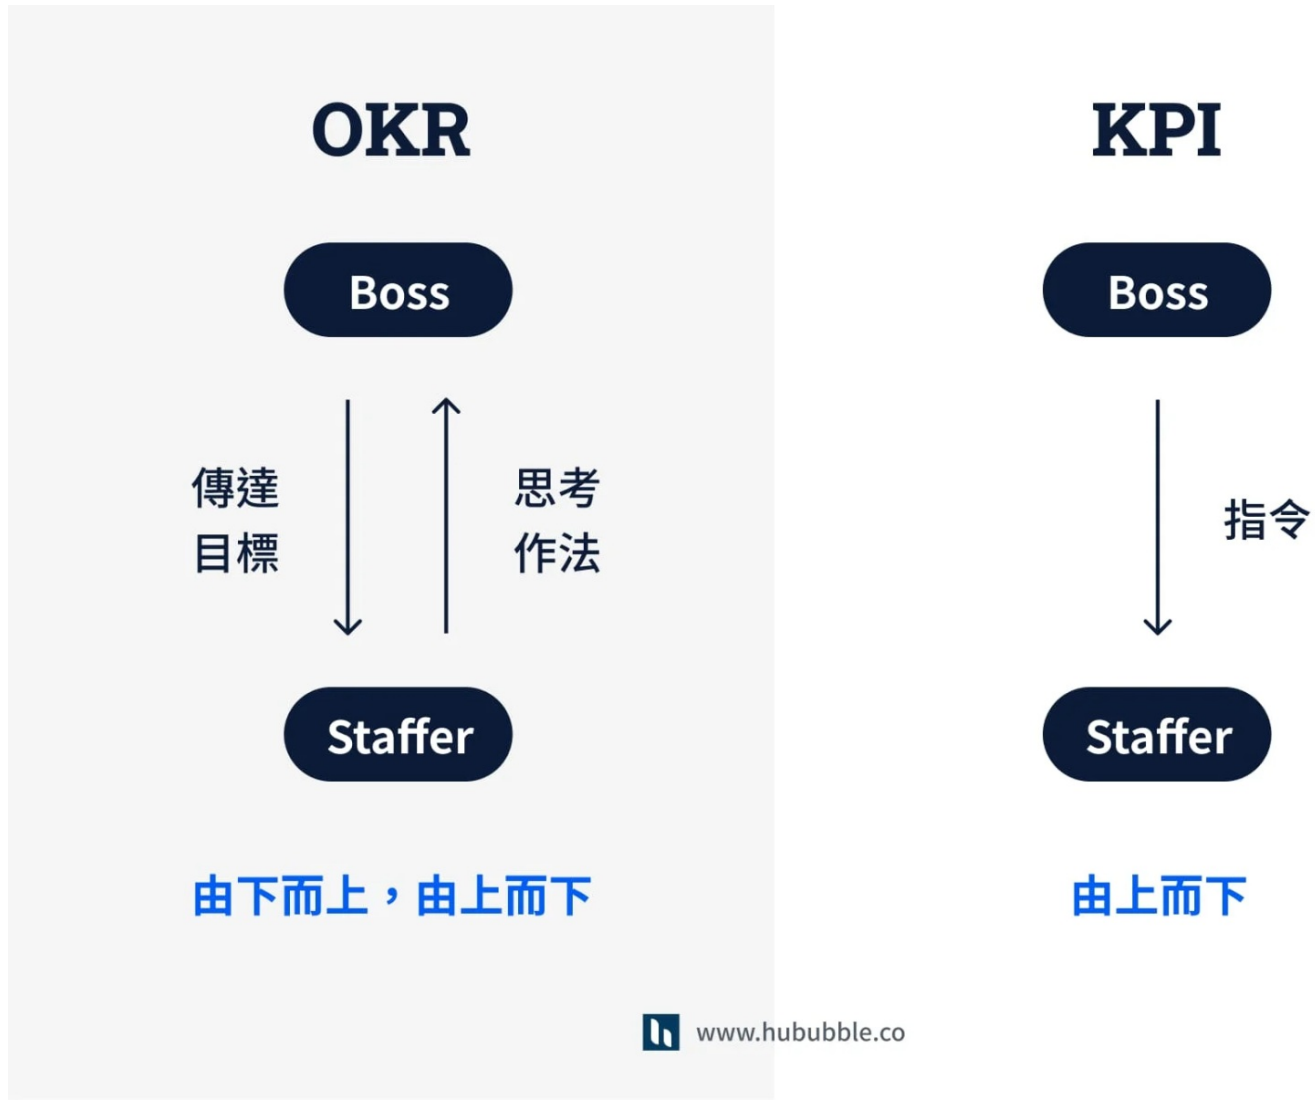 OKR
Boss
傳達
目標
思考
作法
Staffer
由下而上，由上而下
KPI
Boss
指令
Staffer
由上而下
www.hububble.co